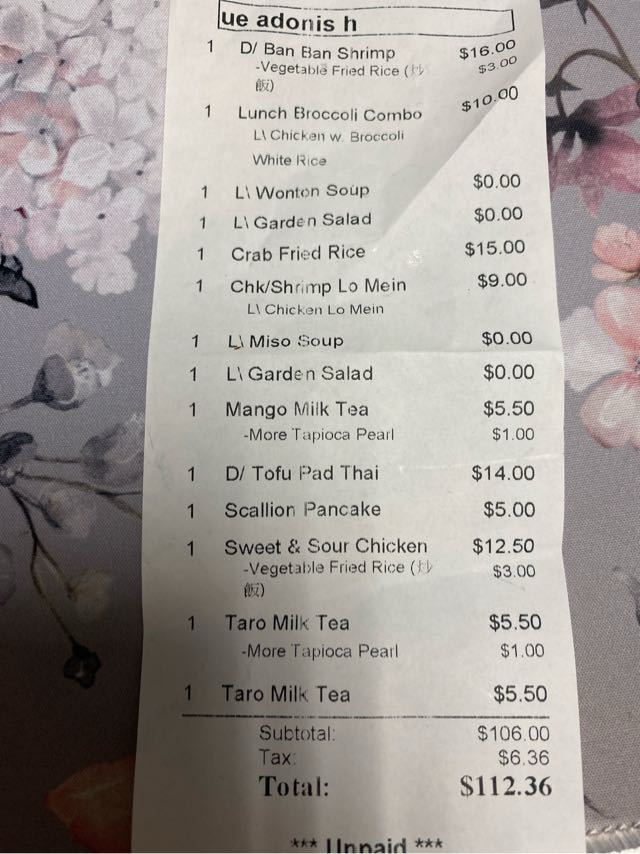 ue adonis h
1 D/ Ban Ban Shrimp $16.00
-Vegetable Fried Rice (炒 $3.00
飯)
1 Lunch Broccoli Combo $10.00
L\ Chicken w. Broccoli
White Rice
1 L\ Wonton Soup $0.00
1 L\ Garden Salad $0.00
1 Crab Fried Rice $15.00
1 Chk/Shrimp Lo Mein $9.00
L\ Chicken Lo Mein
1 L\ Miso Soup $0.00
1 L\ Garden Salad $0.00
1 Mango Milk Tea $5.50
-More Tapioca Pearl $1.00
1 D/ Tofu Pad Thai $14.00
1 Scallion Pancake $5.00
1 Sweet & Sour Chicken $12.50
-Vegetable Fried Rice (炒 $3.00
飯)
1 Taro Milk Tea $5.50
-More Tapioca Pearl $1.00
1 Taro Milk Tea $5.50
Subtotal: $106.00
Tax: $6.36
Total: $112.36
*** Unpaid ***